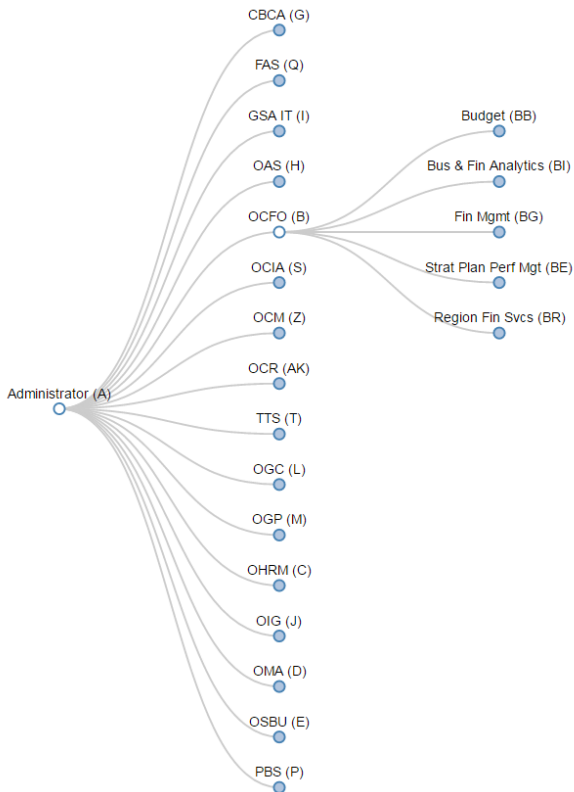 CBCA (G)
FAS (Q)
GSA IT (I)
Budget (BB)
OAS (H)
Bus & Fin Analytics (BI)
OCFO (B)
Fin Mgmt (BG)
OCIA (S)
Strat Plan Perf Mgt (BE)
OCM (Z)
Region Fin Svcs (BR)
OCR (AK)
Administrator (A)
TTS (T)
OGC (L)
OGP (M)
OHRM (C)
OIG (J)
OMA (D)
OSBU (E)
PBS (P)